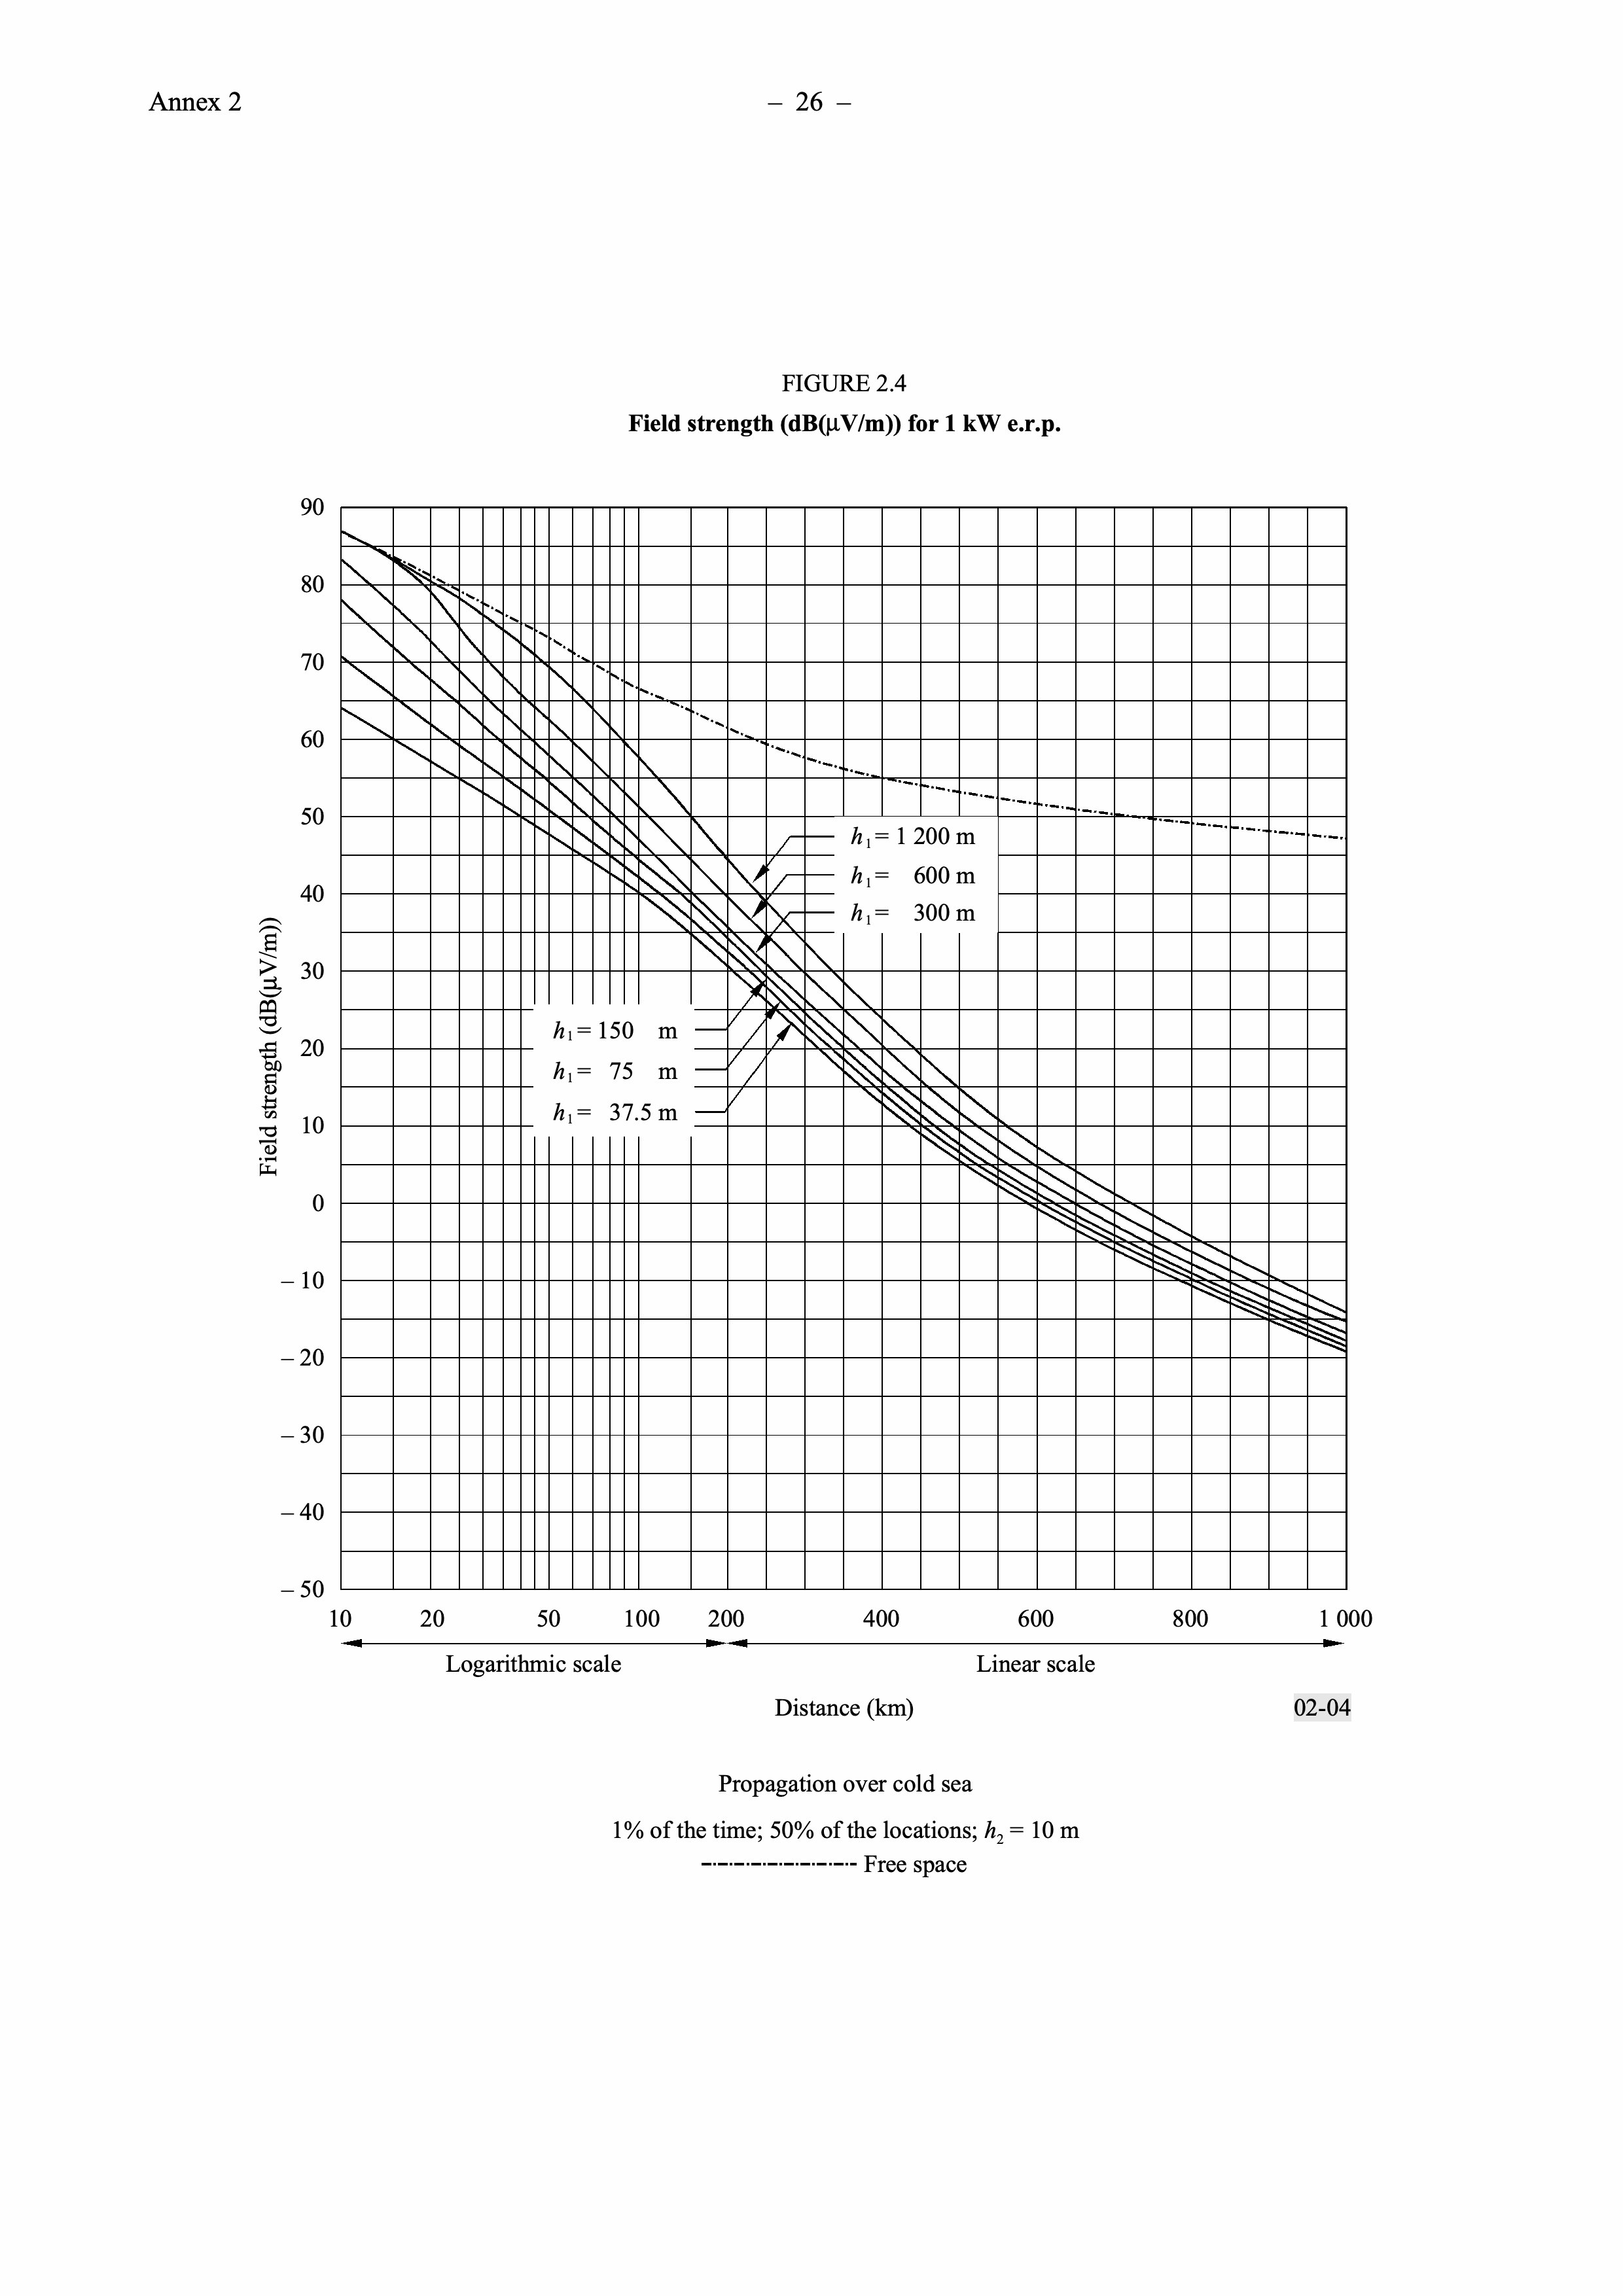 Annex 2
– 26 –
FIGURE 2.4
Field strength (dB(μV/m)) for 1 kW e.r.p.
90
80
70
60
50
40
30
20
10
0
– 10
– 20
– 30
– 40
– 50
Field strength (dB(μV/m))
h₁ = 1 200 m
h₁ = 600 m
h₁ = 300 m
h₁ = 150 m
h₁ = 75 m
h₁ = 37.5 m
10 20 50 100 200 400 600 800 1 000
Logarithmic scale Linear scale
Distance (km) 02-04
Propagation over cold sea
1% of the time; 50% of the locations; h₂ = 10 m
Free space